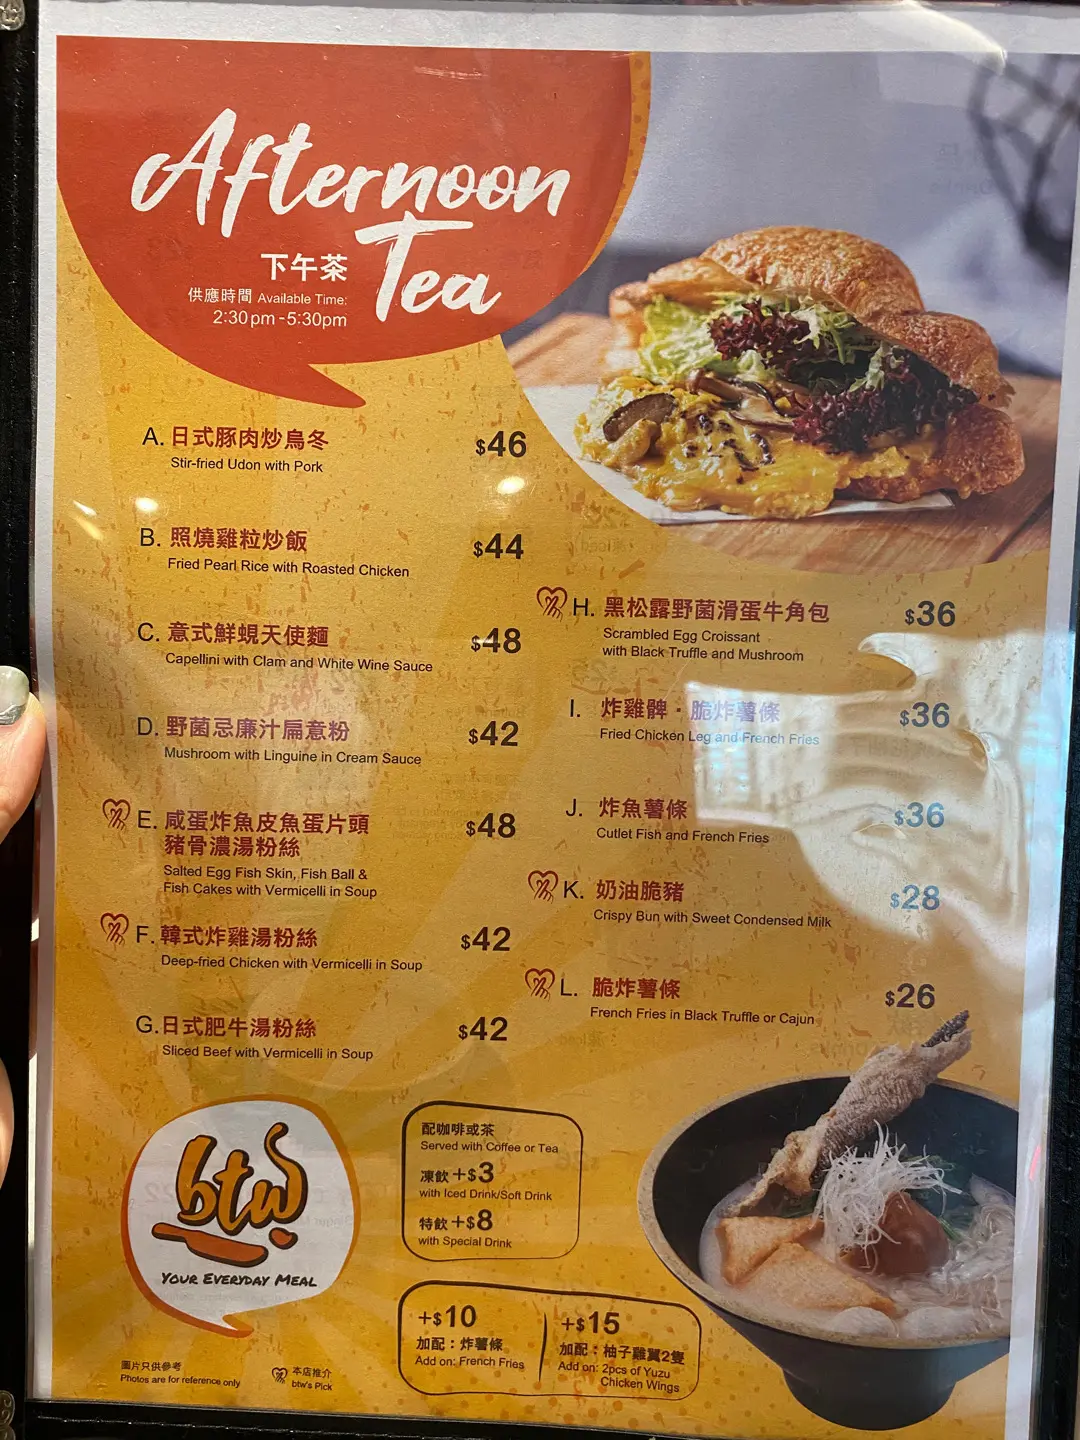 Afternoon
Tea
下午茶
供應時間 Available Time:
2:30pm-5:30pm
A. 日式豚肉炒烏冬 $46
Stir-fried Udon with Pork
B. 照燒雞粒炒飯 $44
Fried Pearl Rice with Roasted Chicken
C. 意式鮮蜆天使麵 $48
Capellini with Clam and White Wine Sauce
D. 野菌忌廉汁扁意粉 $42
Mushroom with Linguine in Cream Sauce
E. 咸蛋炸魚皮魚蛋片頭 $48
豬骨濃湯粉絲
Salted Egg Fish Skin, Fish Ball &
Fish Cakes with Vermicelli in Soup
F. 韓式炸雞湯粉絲 $42
Deep-fried Chicken with Vermicelli in Soup
G. 日式肥牛湯粉絲 $42
Sliced Beef with Vermicelli in Soup
H. 黑松露野菌滑蛋牛角包 $36
Scrambled Egg Croissant
with Black Truffle and Mushroom
I. 炸雞髀・脆炸薯條 $36
Fried Chicken Leg and French Fries
J. 炸魚薯條 $36
Cutlet Fish and French Fries
K. 奶油脆豬 $28
Crispy Bun with Sweet Condensed Milk
L. 脆炸薯條 $26
French Fries in Black Truffle or Cajun
btw
YOUR EVERYDAY MEAL
配咖啡或茶
Served with Coffee or Tea
凍飲 +$3
with Iced Drink/Soft Drink
特飲 +$8
with Special Drink
+$10
加配：炸薯條
Add on: French Fries
+$15
加配：柚子雞翼2隻
Add on: 2pcs of Yuzu
Chicken Wings
圖片只供參考
Photos are for reference only
本店推介
btw's Pick